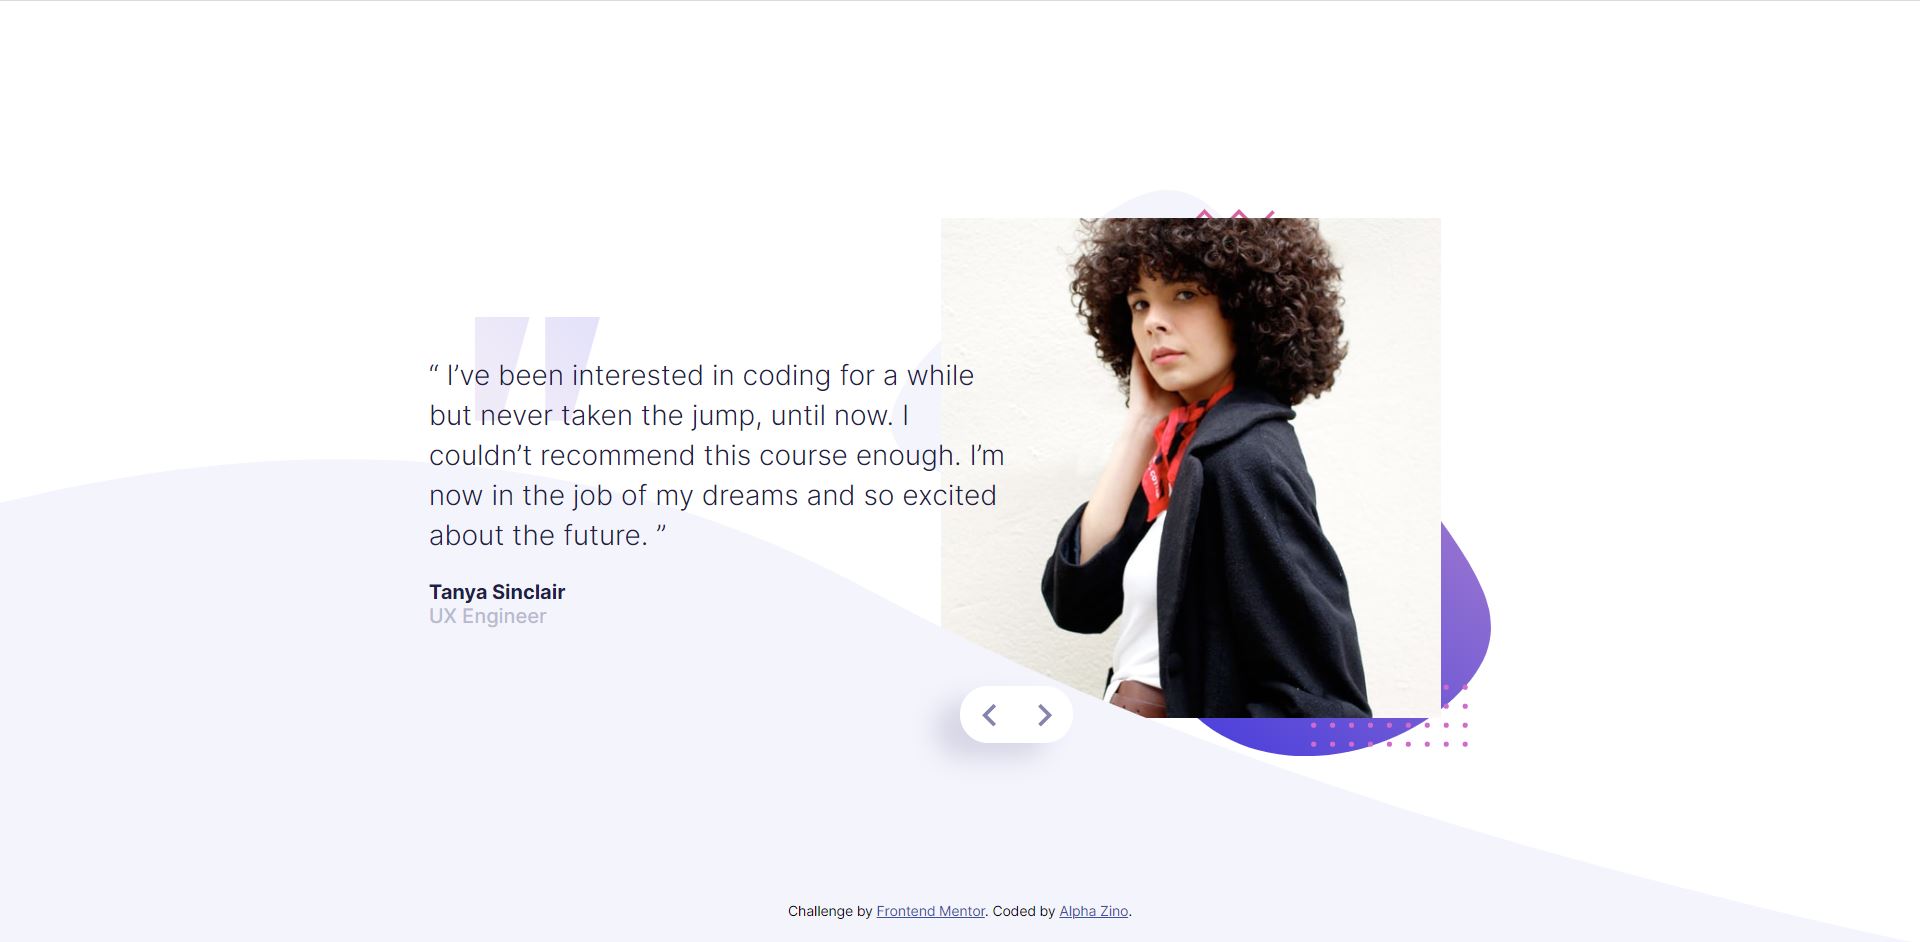 “ I’ve been interested in coding for a while
but never taken the jump, until now. I
couldn’t recommend this course enough. I’m
now in the job of my dreams and so excited
about the future. ”
Tanya Sinclair
UX Engineer
Challenge by Frontend Mentor. Coded by Alpha Zino.